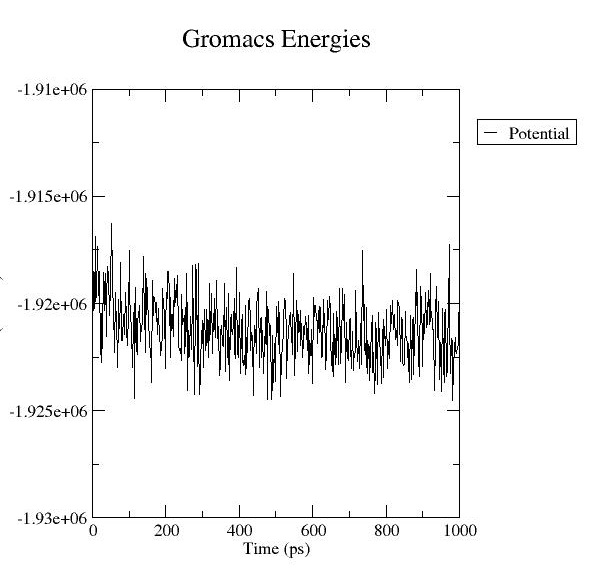 Gromacs Energies
-1.91e+06
Potential
-1.915e+06
-1.92e+06
-1.925e+06
-1.93e+06
0 200 400 600 800 1000
Time (ps)